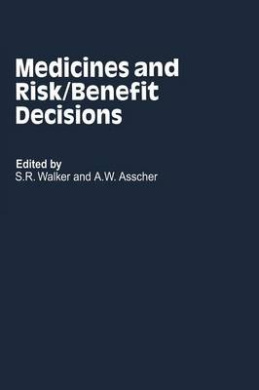 Medicines and
Risk/Benefit
Decisions
Edited by
S.R. Walker and A.W. Asscher